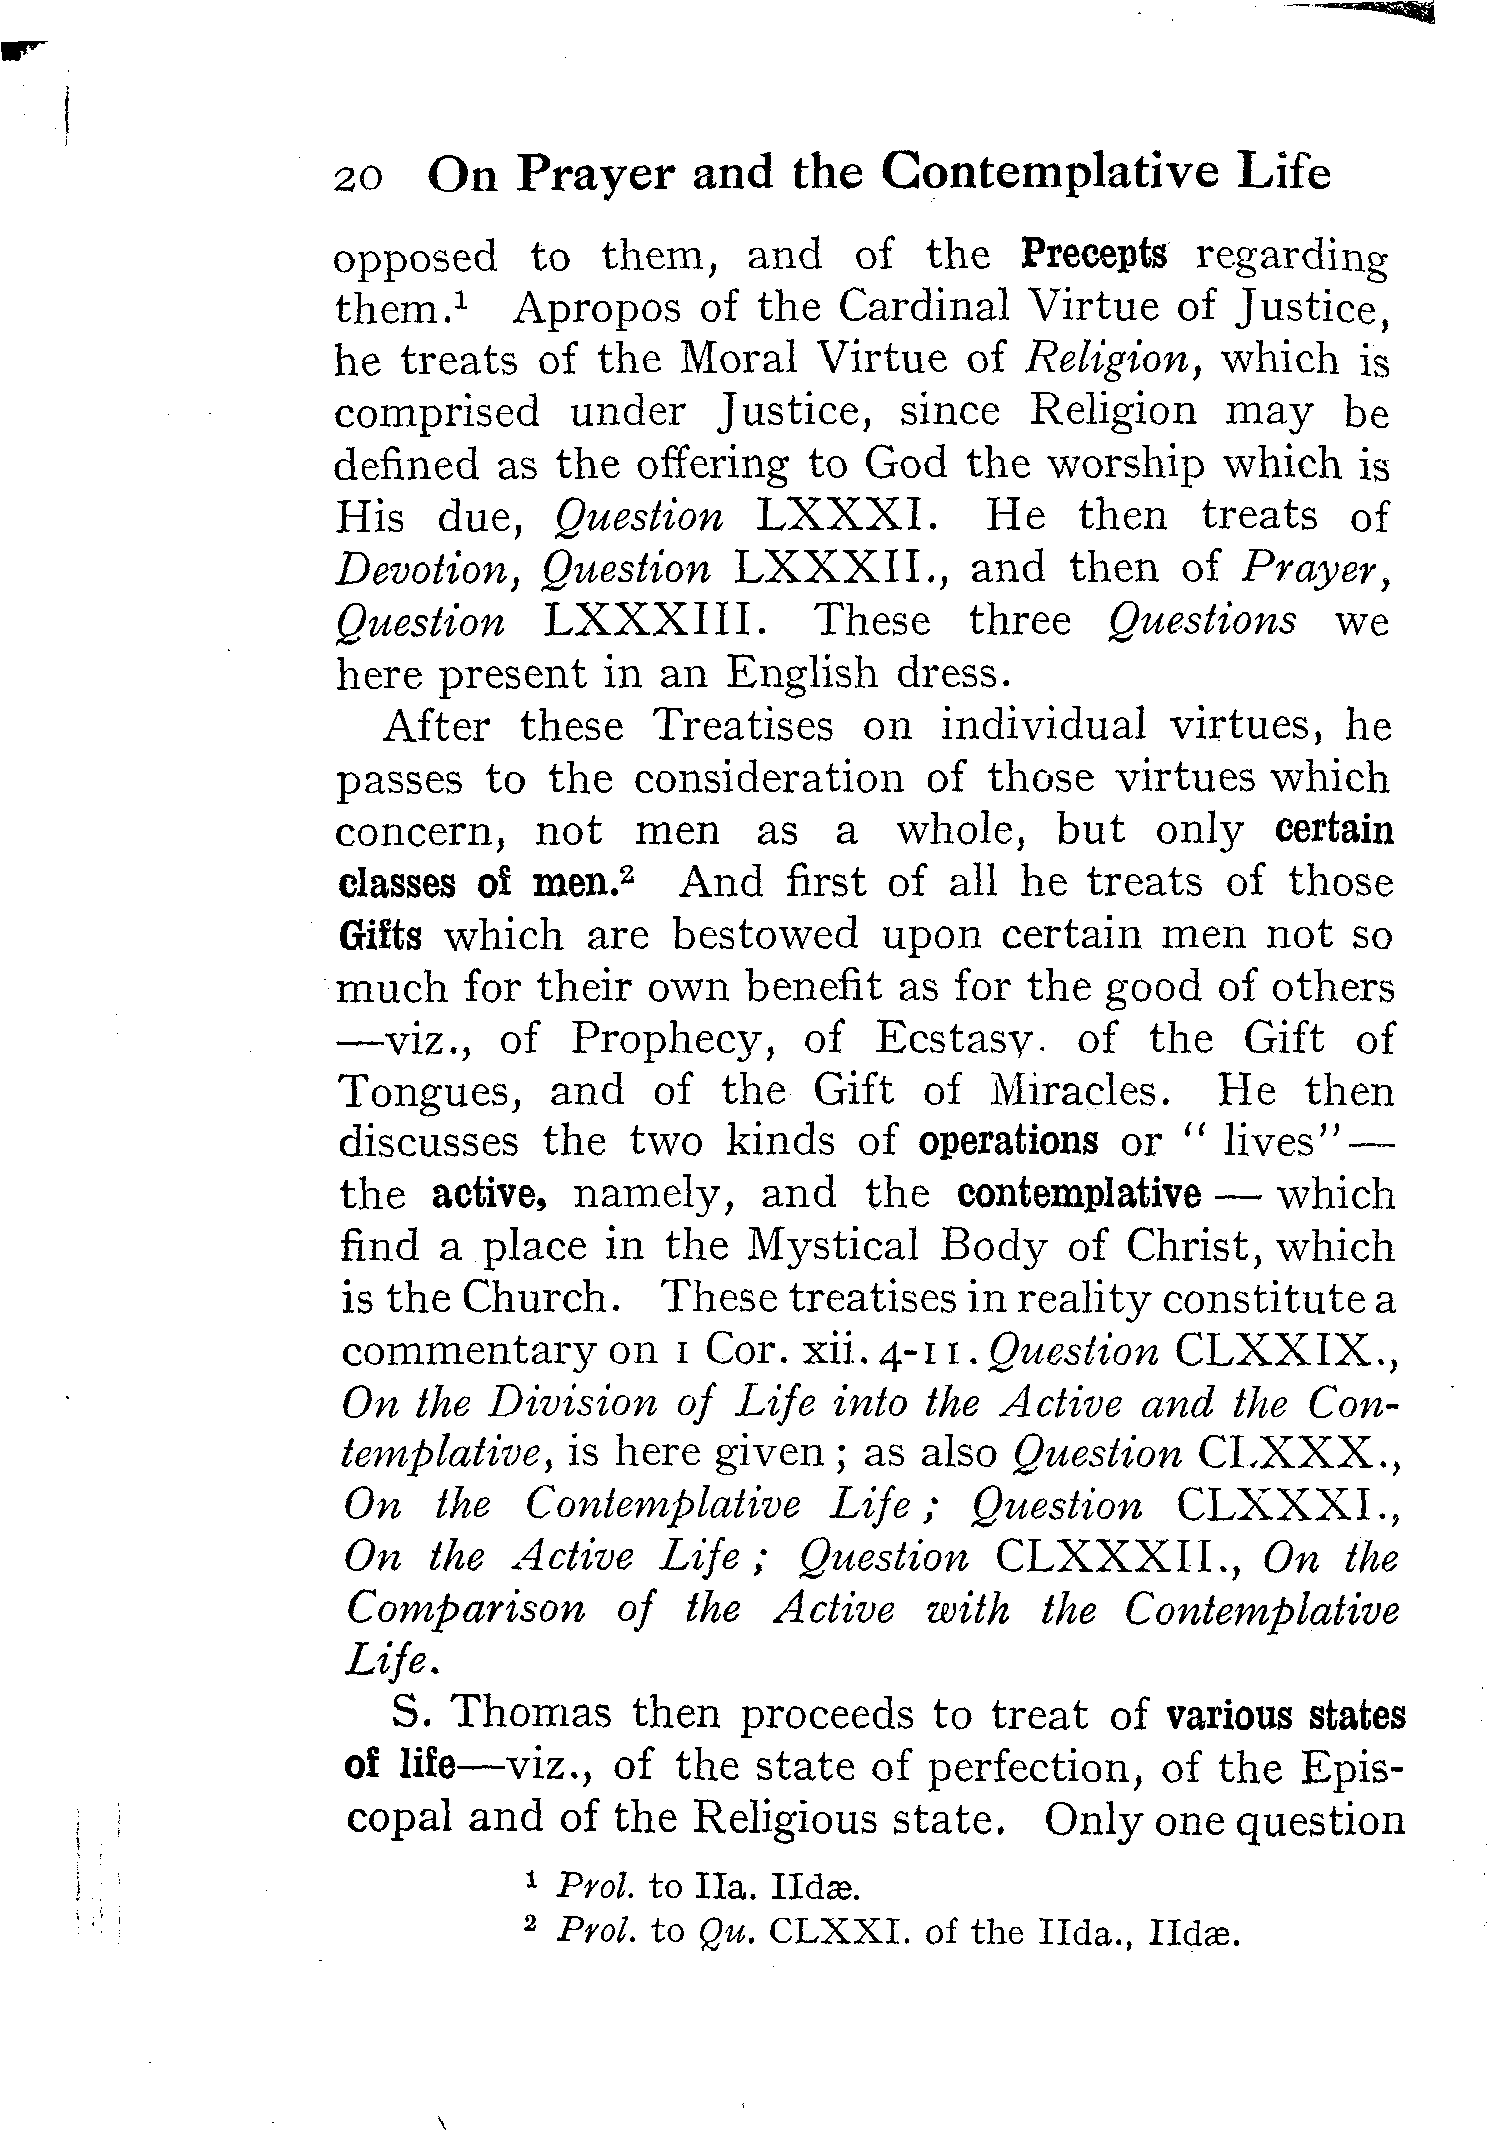 20 On Prayer and the Contemplative Life
opposed to them, and of the Precepts regarding
them.¹ Apropos of the Cardinal Virtue of Justice,
he treats of the Moral Virtue of Religion, which is
comprised under Justice, since Religion may be
defined as the offering to God the worship which is
His due, Question LXXXI. He then treats of
Devotion, Question LXXXII., and then of Prayer,
Question LXXXIII. These three Questions we
here present in an English dress.
After these Treatises on individual virtues, he
passes to the consideration of those virtues which
concern, not men as a whole, but only certain
classes of men.² And first of all he treats of those
Gifts which are bestowed upon certain men not so
much for their own benefit as for the good of others
—viz., of Prophecy, of Ecstasy. of the Gift of
Tongues, and of the Gift of Miracles. He then
discusses the two kinds of operations or “ lives”—
the active, namely, and the contemplative — which
find a place in the Mystical Body of Christ, which
is the Church. These treatises in reality constitute a
commentary on 1 Cor. xii. 4-11. Question CLXXIX.,
On the Division of Life into the Active and the Con-
templative, is here given ; as also Question CLXXX.,
On the Contemplative Life ; Question CLXXXI.,
On the Active Life ; Question CLXXXII., On the
Comparison of the Active with the Contemplative
Life.
S. Thomas then proceeds to treat of various states
of life—viz., of the state of perfection, of the Epis-
copal and of the Religious state. Only one question
¹ Prol. to IIa. IIdæ.
² Prol. to Qu. CLXXI. of the IIda., IIdæ.